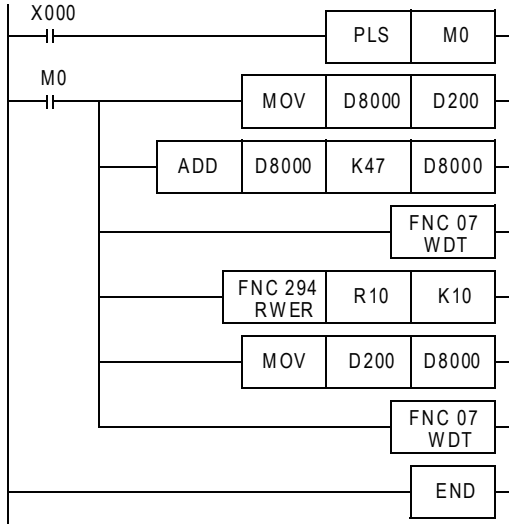 X000
PLS M0
M0
MOV D8000 D200
ADD D8000 K47 D8000
FNC 07
WDT
FNC 294 R10 K10
RWER
MOV D200 D8000
FNC 07
WDT
END